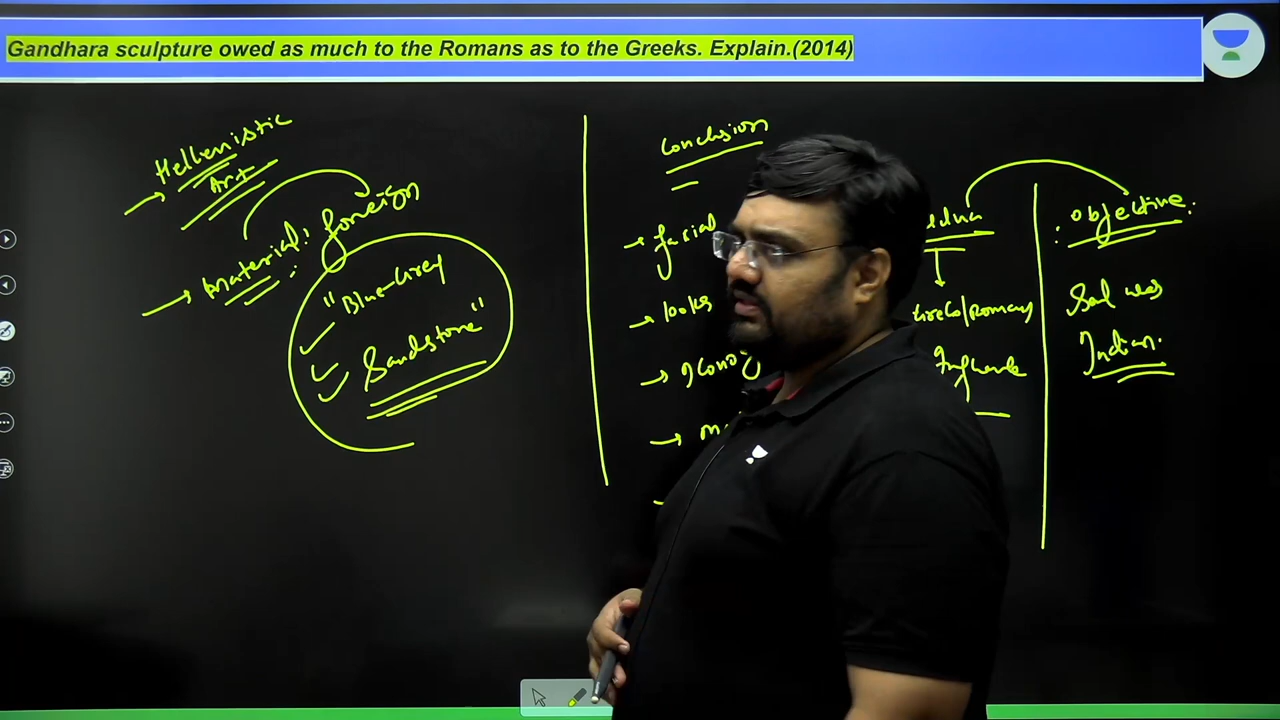 Gandhara sculpture owed as much to the Romans as to the Greeks. Explain.(2014)
Hellenistic
Art
material: foreign
"Blue-Grey
Sandstone"
Conclusion
facial
looks
Greco/Romans
Influence
: objective:
Soul was
Indian.